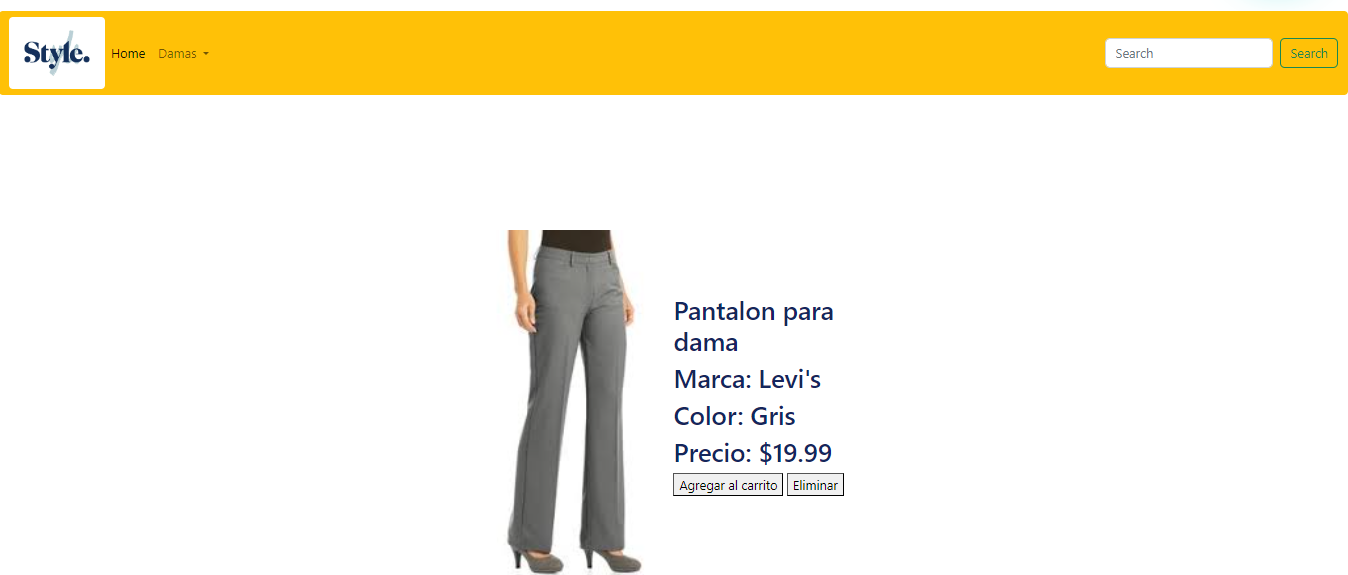 Style.
Home
Damas
Search
Search
Pantalon para
dama
Marca: Levi's
Color: Gris
Precio: $19.99
Agregar al carrito
Eliminar